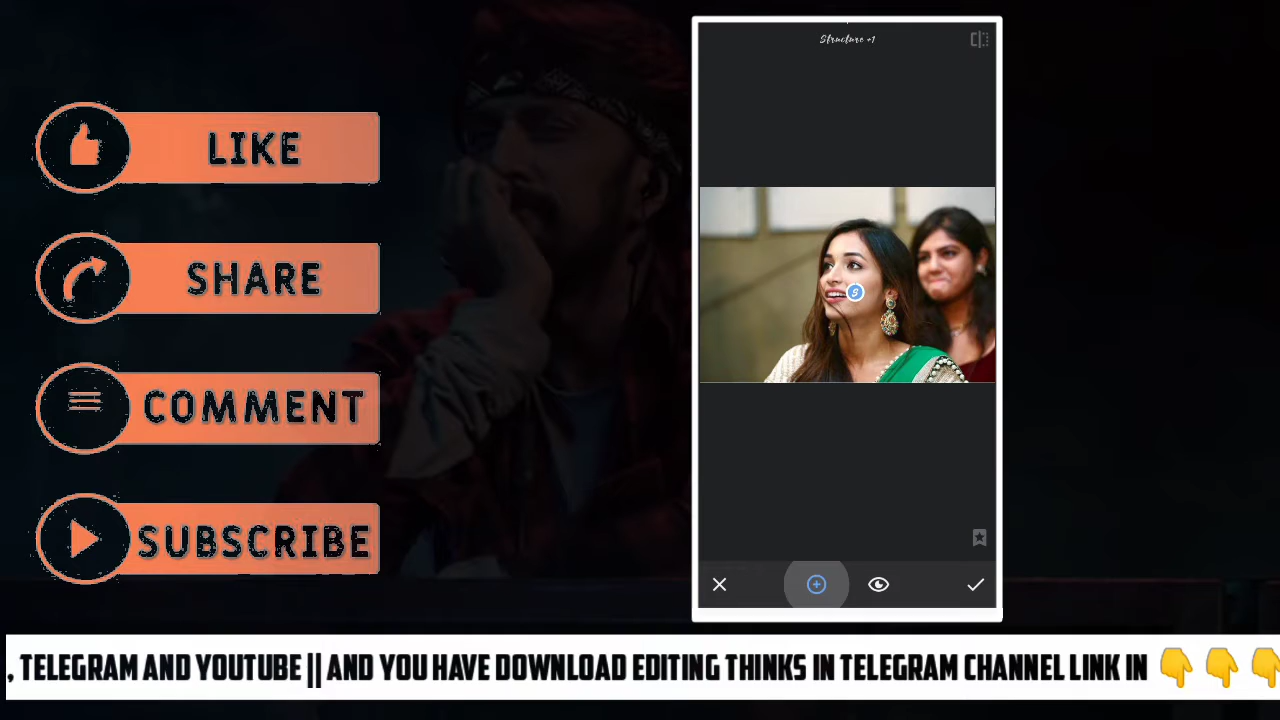 Structure +1
LIKE
SHARE
S
COMMENT
SUBSCRIBE
, TELEGRAM AND YOUTUBE || AND YOU HAVE DOWNLOAD EDITING THINKS IN TELEGRAM CHANNEL LINK IN 👇👇👇